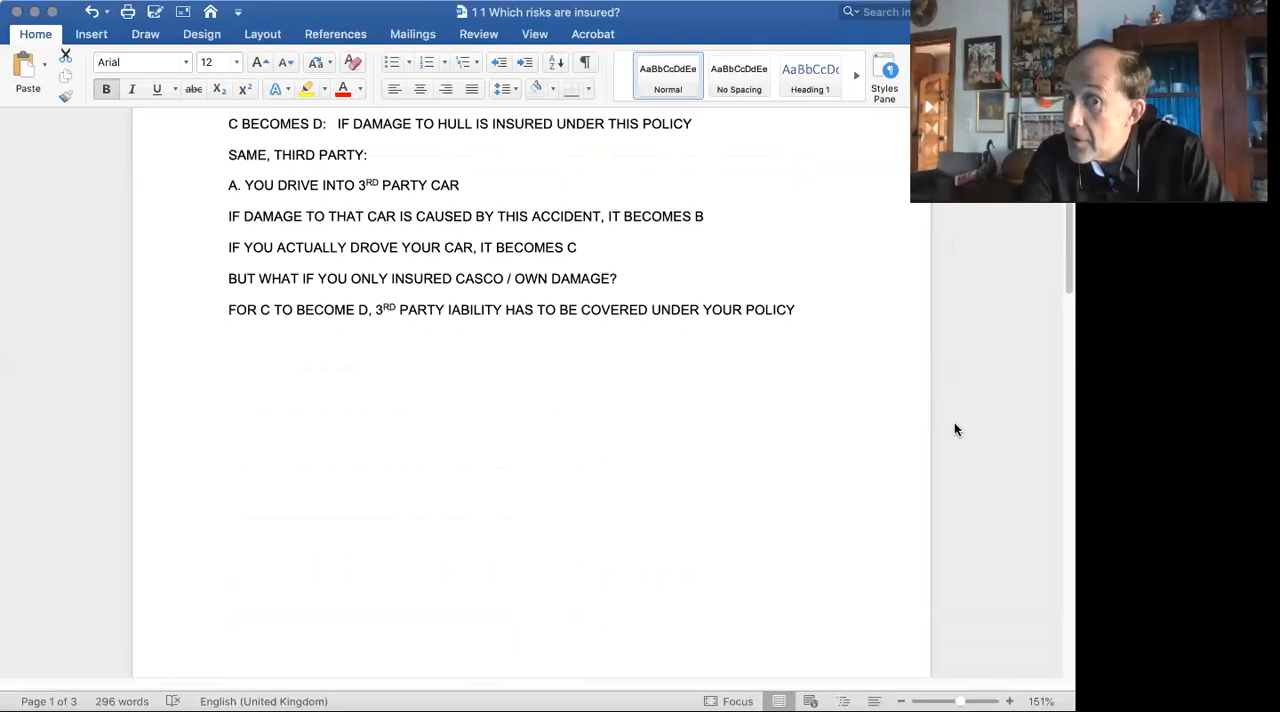 1 1 Which risks are insured?
Search in
Home Insert Draw Design Layout References Mailings Review View Acrobat
Paste
Arial 12
AaBbCcDdEe AaBbCcDdEe AaBbCcDc
Normal No Spacing Heading 1
Styles Pane
C BECOMES D: IF DAMAGE TO HULL IS INSURED UNDER THIS POLICY
SAME, THIRD PARTY:
A. YOU DRIVE INTO 3RD PARTY CAR
IF DAMAGE TO THAT CAR IS CAUSED BY THIS ACCIDENT, IT BECOMES B
IF YOU ACTUALLY DROVE YOUR CAR, IT BECOMES C
BUT WHAT IF YOU ONLY INSURED CASCO / OWN DAMAGE?
FOR C TO BECOME D, 3RD PARTY IABILITY HAS TO BE COVERED UNDER YOUR POLICY
Page 1 of 3 296 words English (United Kingdom) Focus 151%